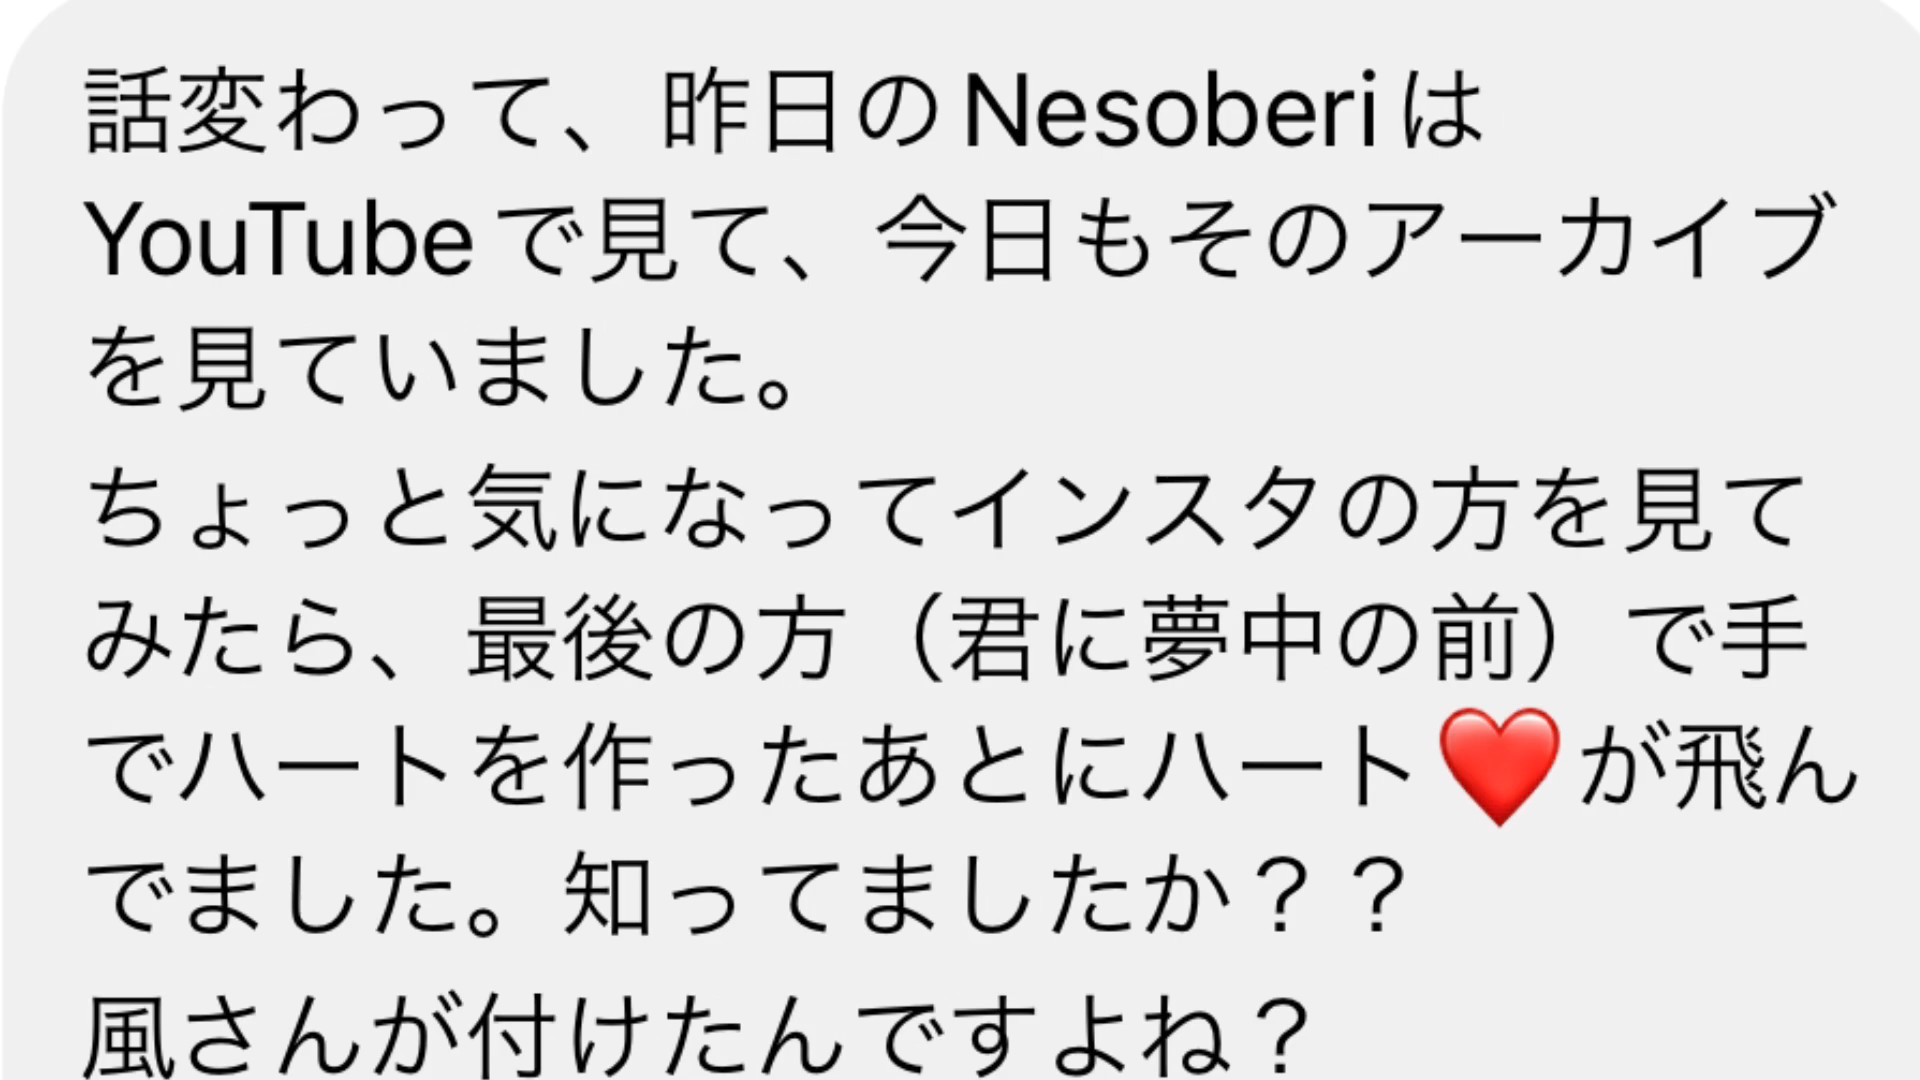 話変わって、昨日のNesoberiは
YouTubeで見て、今日もそのアーカイブ
を見ていました。
ちょっと気になってインスタの方を見て
みたら、最後の方（君に夢中の前）で手
でハートを作ったあとにハート❤️が飛ん
でました。知ってましたか？？
風さんが付けたんですよね？